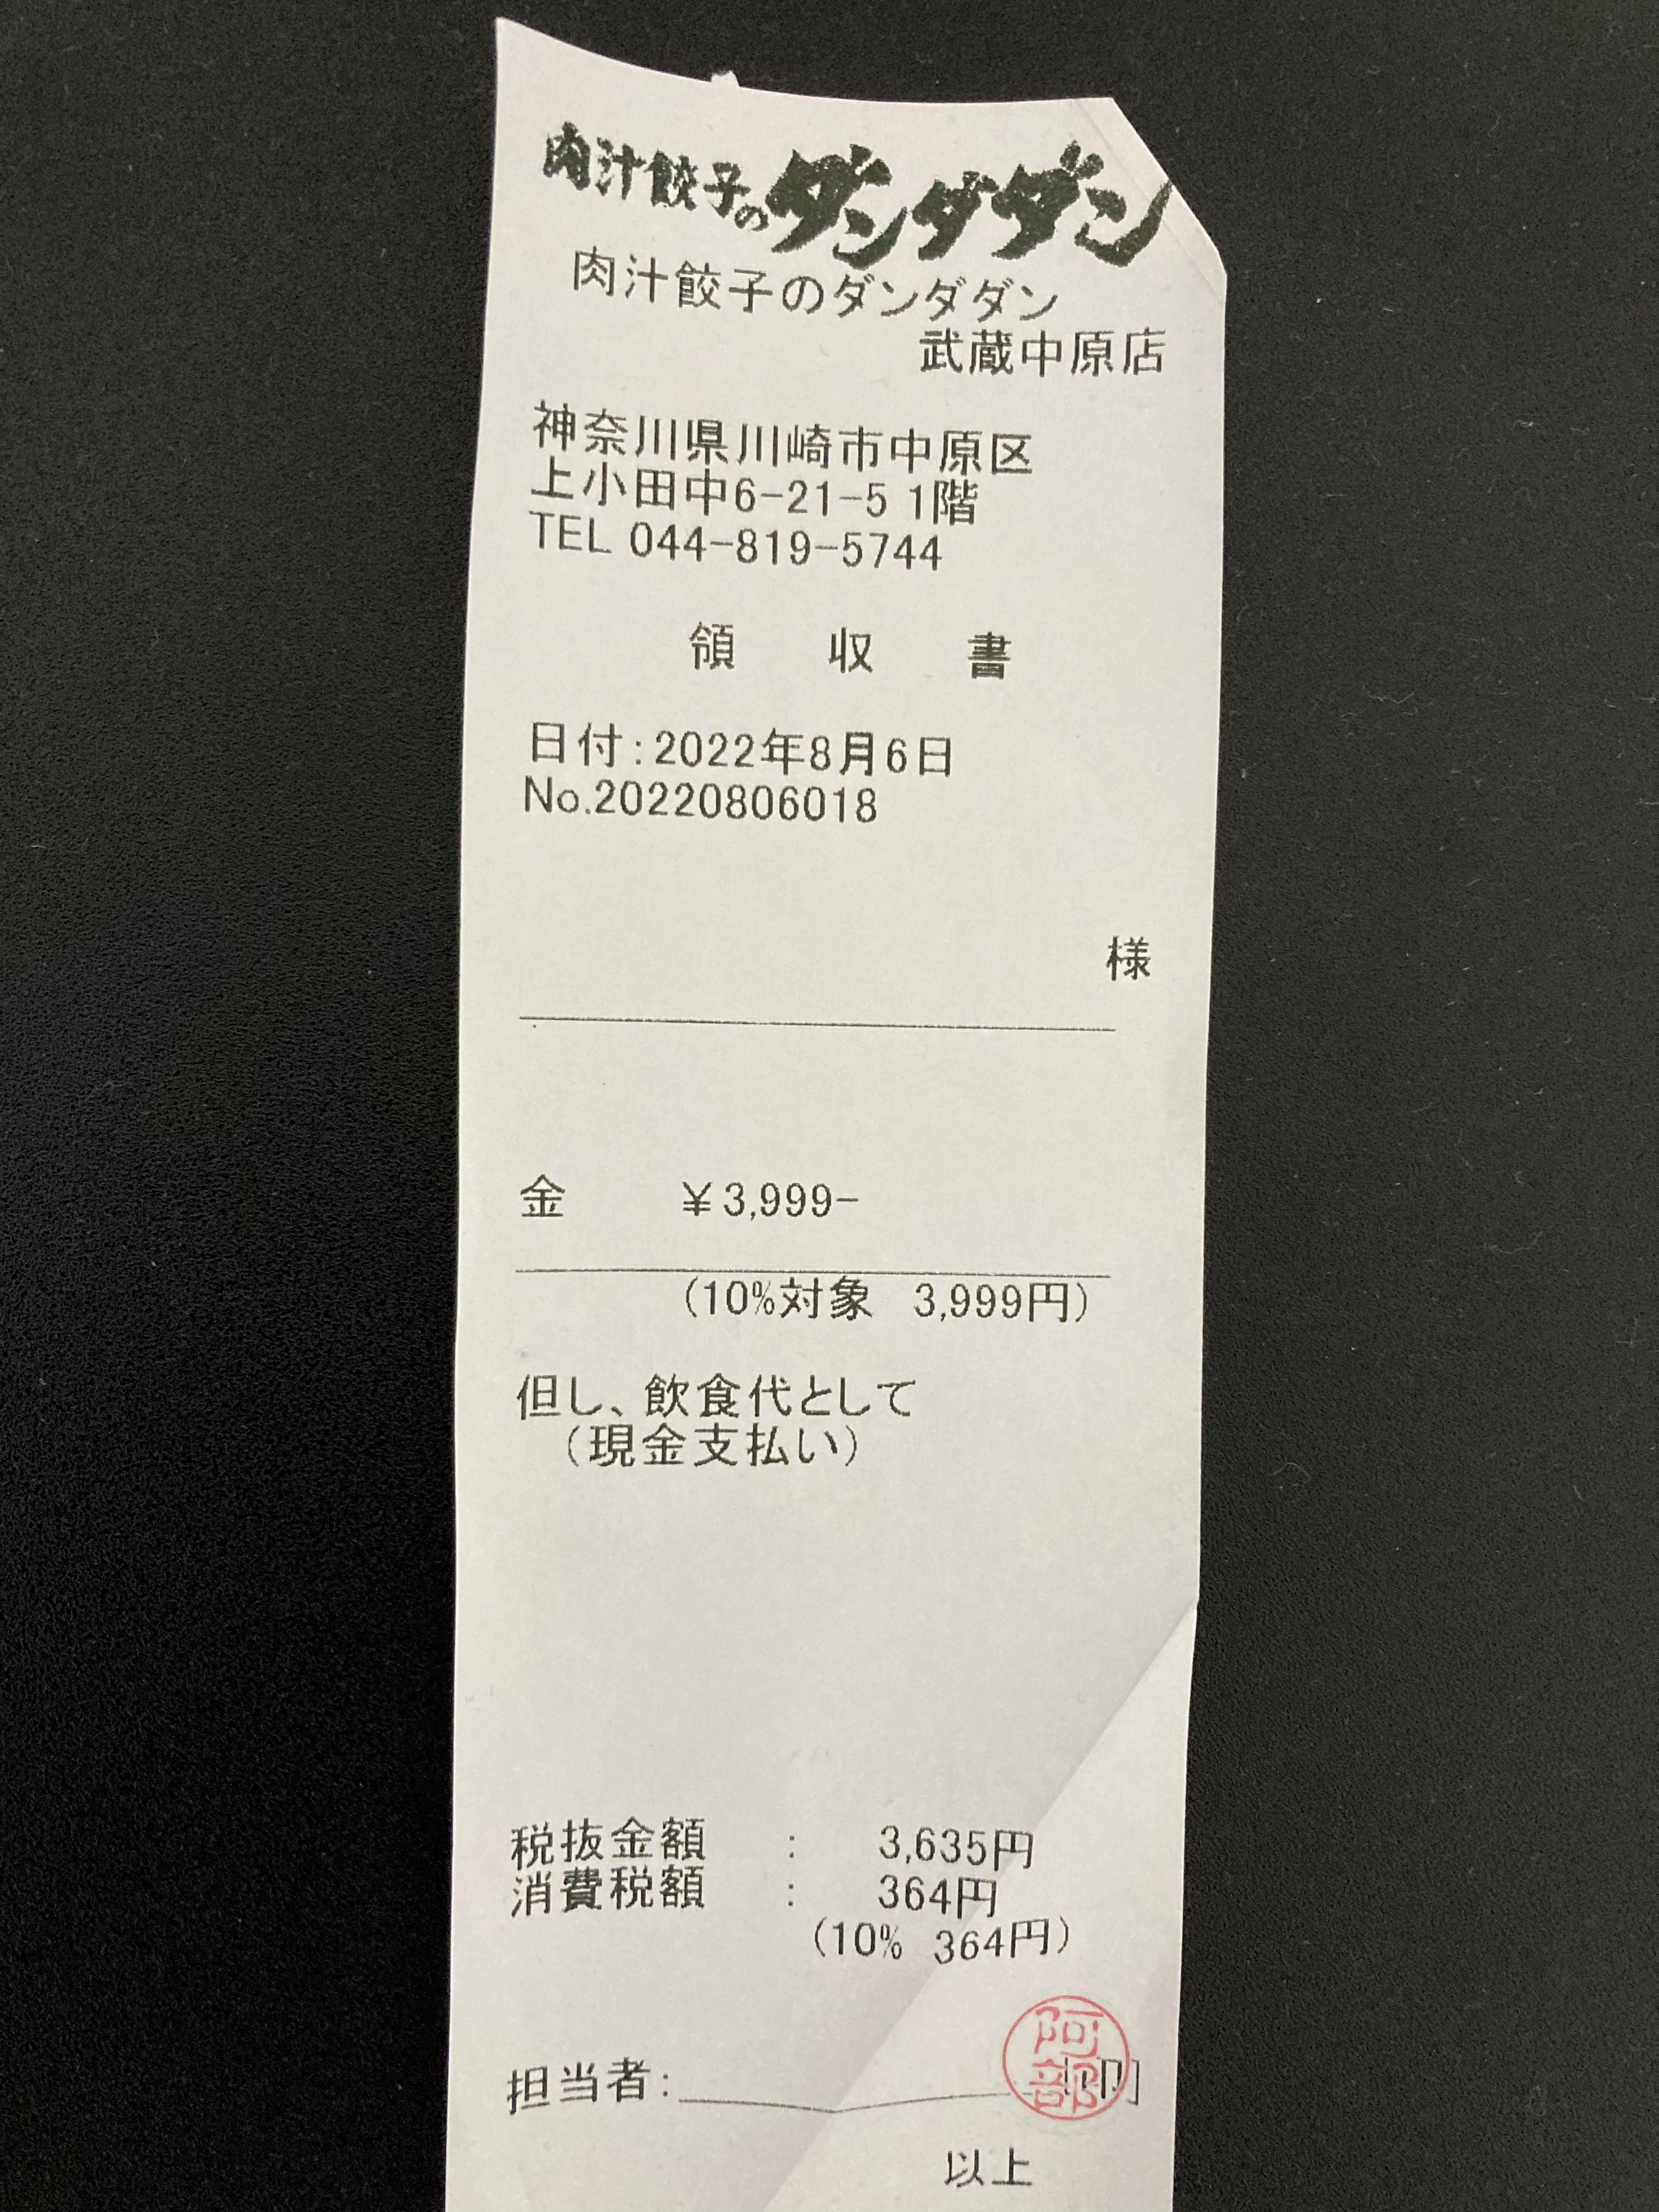 肉汁餃子のダンダダン
肉汁餃子のダンダダン
武蔵中原店
神奈川県川崎市中原区
上小田中6-21-5 1階
TEL 044-819-5744
領 収 書
日付:2022年8月6日
No.20220806018
様
金 ¥3,999-
(10%対象 3,999円)
但し、飲食代として
(現金支払い)
税抜金額 : 3,635円
消費税額 : 364円
(10% 364円)
担当者: 印
阿部
以上